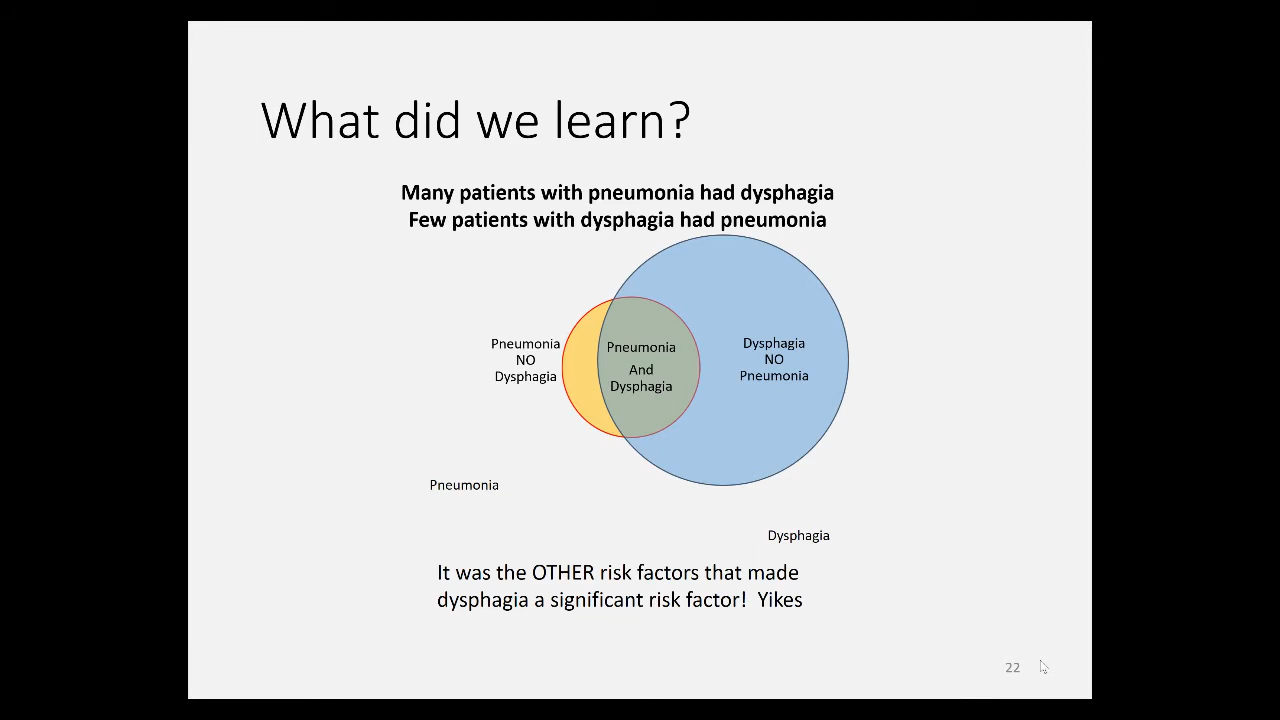 What did we learn?
Many patients with pneumonia had dysphagia
Few patients with dysphagia had pneumonia
Pneumonia
NO
Dysphagia
Pneumonia
And
Dysphagia
Dysphagia
NO
Pneumonia
Pneumonia
Dysphagia
It was the OTHER risk factors that made
dysphagia a significant risk factor!  Yikes
22